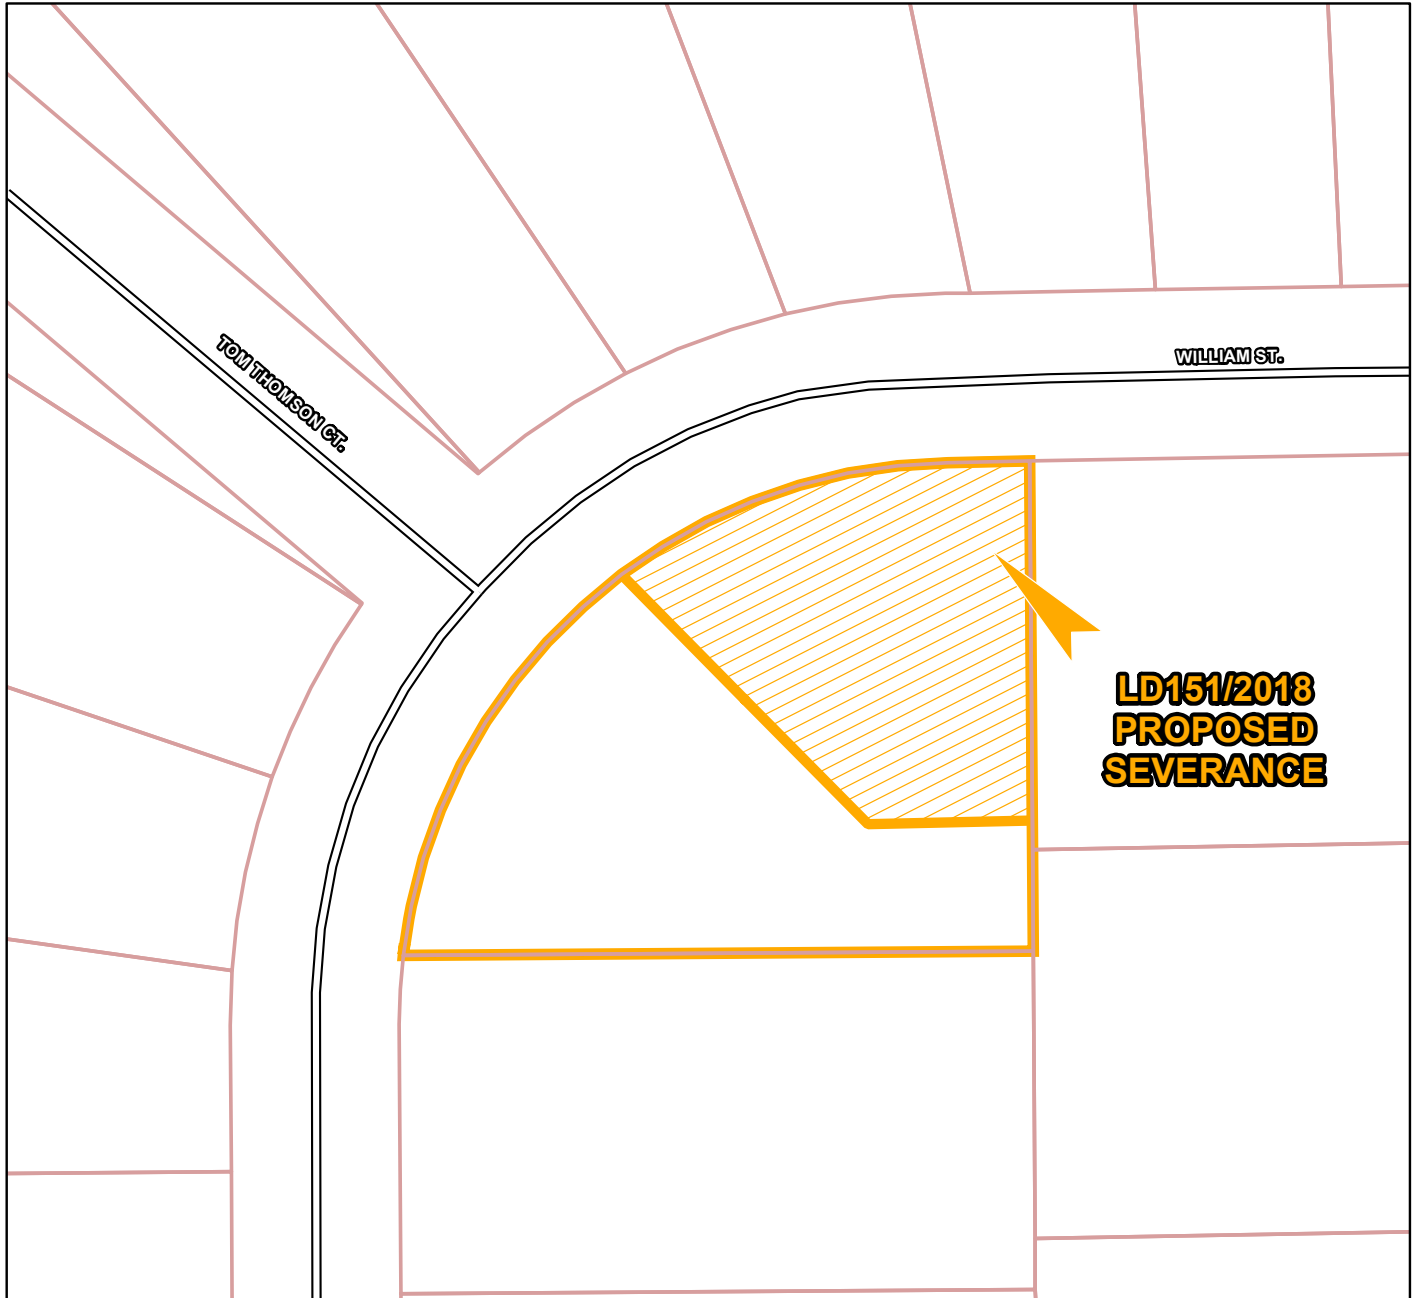 TOM THOMSON CT.
WILLIAM ST.
LD151/2018
PROPOSED
SEVERANCE